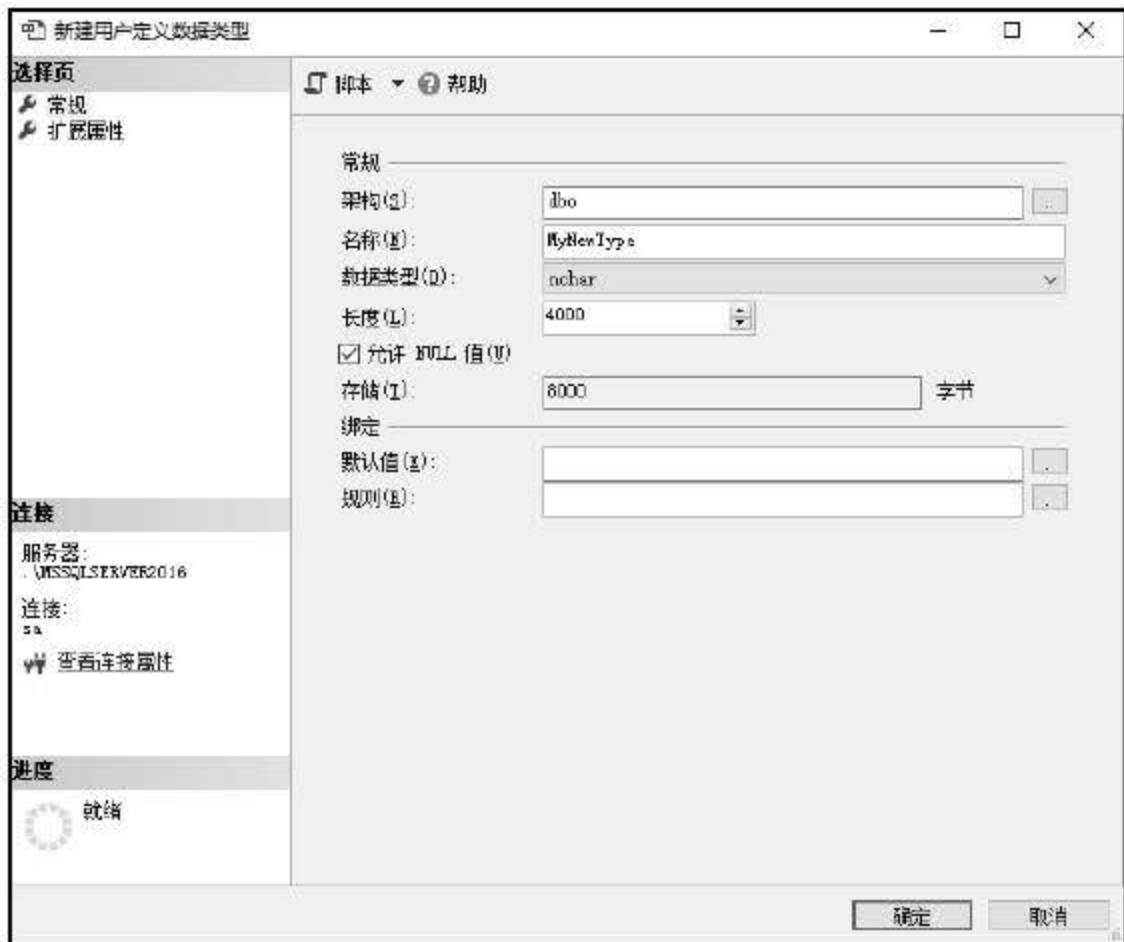 新建用户定义数据类型
选择页
常规
扩展属性
脚本 帮助
常规
架构(S): dbo ..
名称(N): MyNewType
数据类型(D): nchar
长度(L): 4000
允许 NULL 值(U)
存储(T): 8000 字节
绑定
默认值(X): .
规则(R): .
连接
服务器:
.\MSSQLSERVER2016
连接:
sa
查看连接属性
进度
就绪
确定 取消